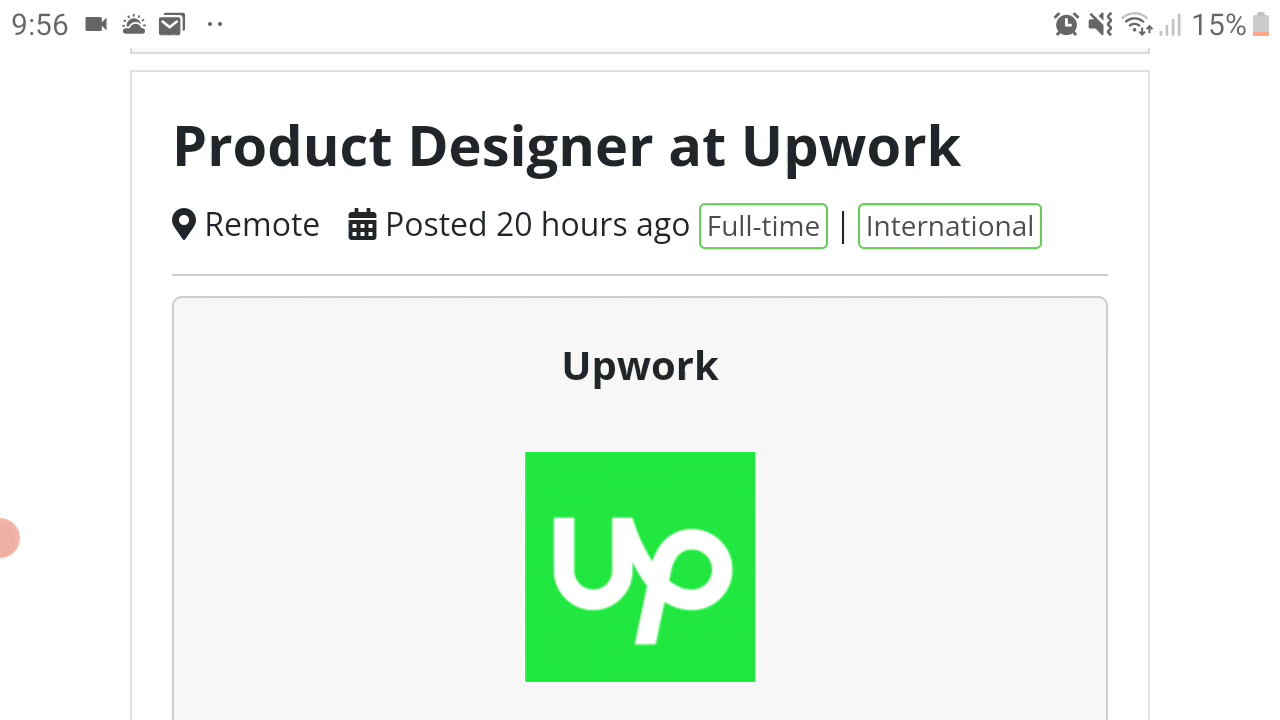 9:56 15%
Product Designer at Upwork
Remote Posted 20 hours ago Full-time | International
Upwork
up